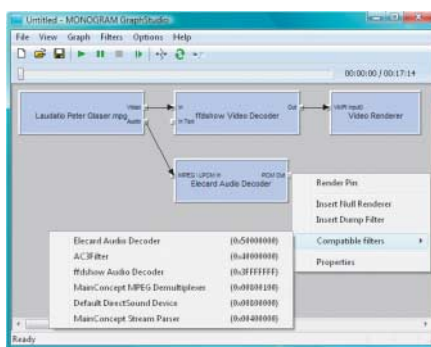 Untitled - MONOGRAM GraphStudio
File View Graph Filters Options Help
00:00:00 / 00:17:14
Laudatio Peter Glaser.mpg
Video
Audio
In
In Text
Out
ffdshow Video Decoder
VMR Input0
Video Renderer
MPEG / LPCM In
PCM Out
Elecard Audio Decoder
Render Pin
Insert Null Renderer
Insert Dump Filter
Compatible filters
Properties
Elecard Audio Decoder (0x50000000)
AC3Filter (0x40000000)
ffdshow Audio Decoder (0x3FFFFFFF)
MainConcept MPEG Demultiplexer (0x00800100)
Default DirectSound Device (0x00800000)
MainConcept Stream Parser (0x00400000)
Ready